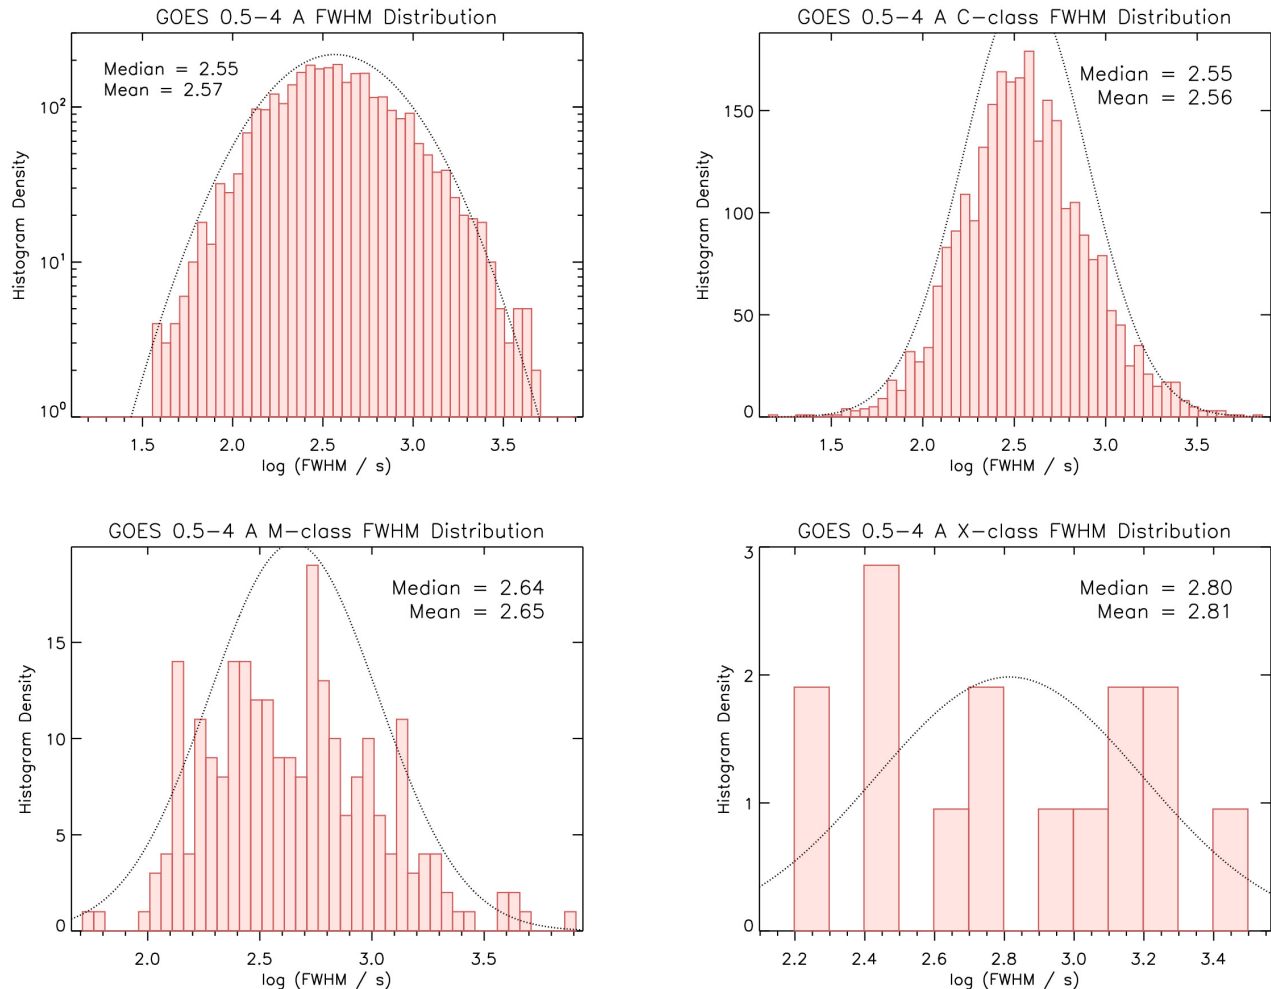 GOES 0.5−4 A FWHM Distribution
Median = 2.55
Mean = 2.57
Histogram Density
10²
10¹
10⁰
1.5 2.0 2.5 3.0 3.5
log (FWHM / s)
GOES 0.5−4 A C−class FWHM Distribution
Median = 2.55
Mean = 2.56
Histogram Density
150
100
50
0
1.5 2.0 2.5 3.0 3.5
log (FWHM / s)
GOES 0.5−4 A M−class FWHM Distribution
Median = 2.64
Mean = 2.65
Histogram Density
15
10
5
0
2.0 2.5 3.0 3.5
log (FWHM / s)
GOES 0.5−4 A X−class FWHM Distribution
Median = 2.80
Mean = 2.81
Histogram Density
3
2
1
0
2.2 2.4 2.6 2.8 3.0 3.2 3.4
log (FWHM / s)